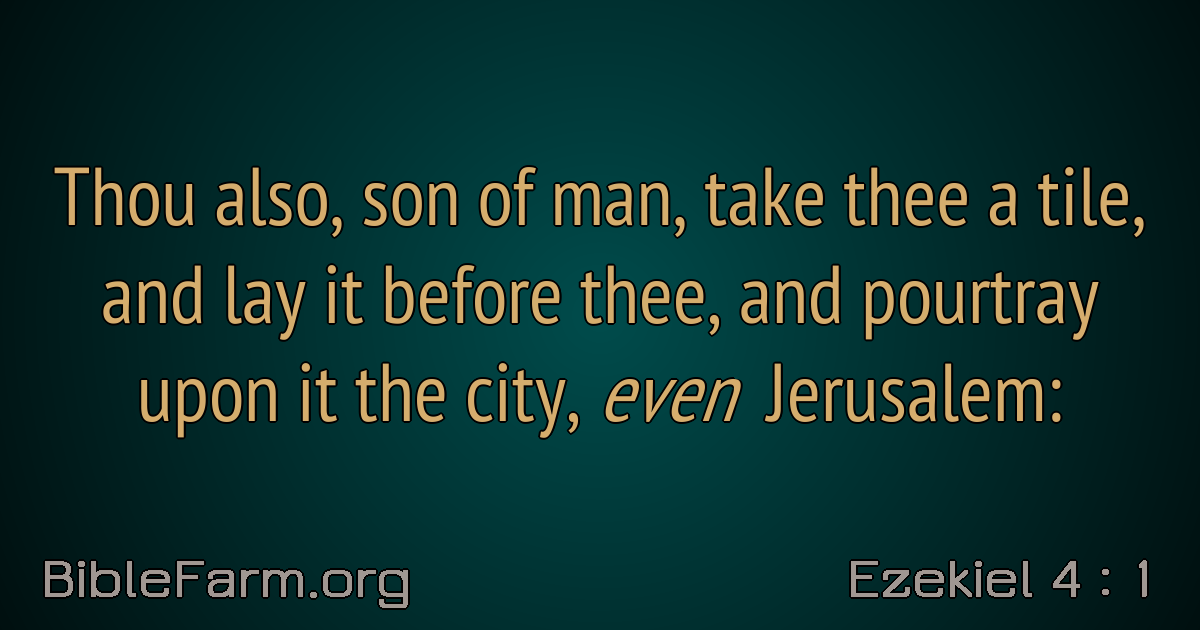 Thou also, son of man, take thee a tile,
and lay it before thee, and pourtray
upon it the city, even Jerusalem:
BibleFarm.org
Ezekiel 4 : 1